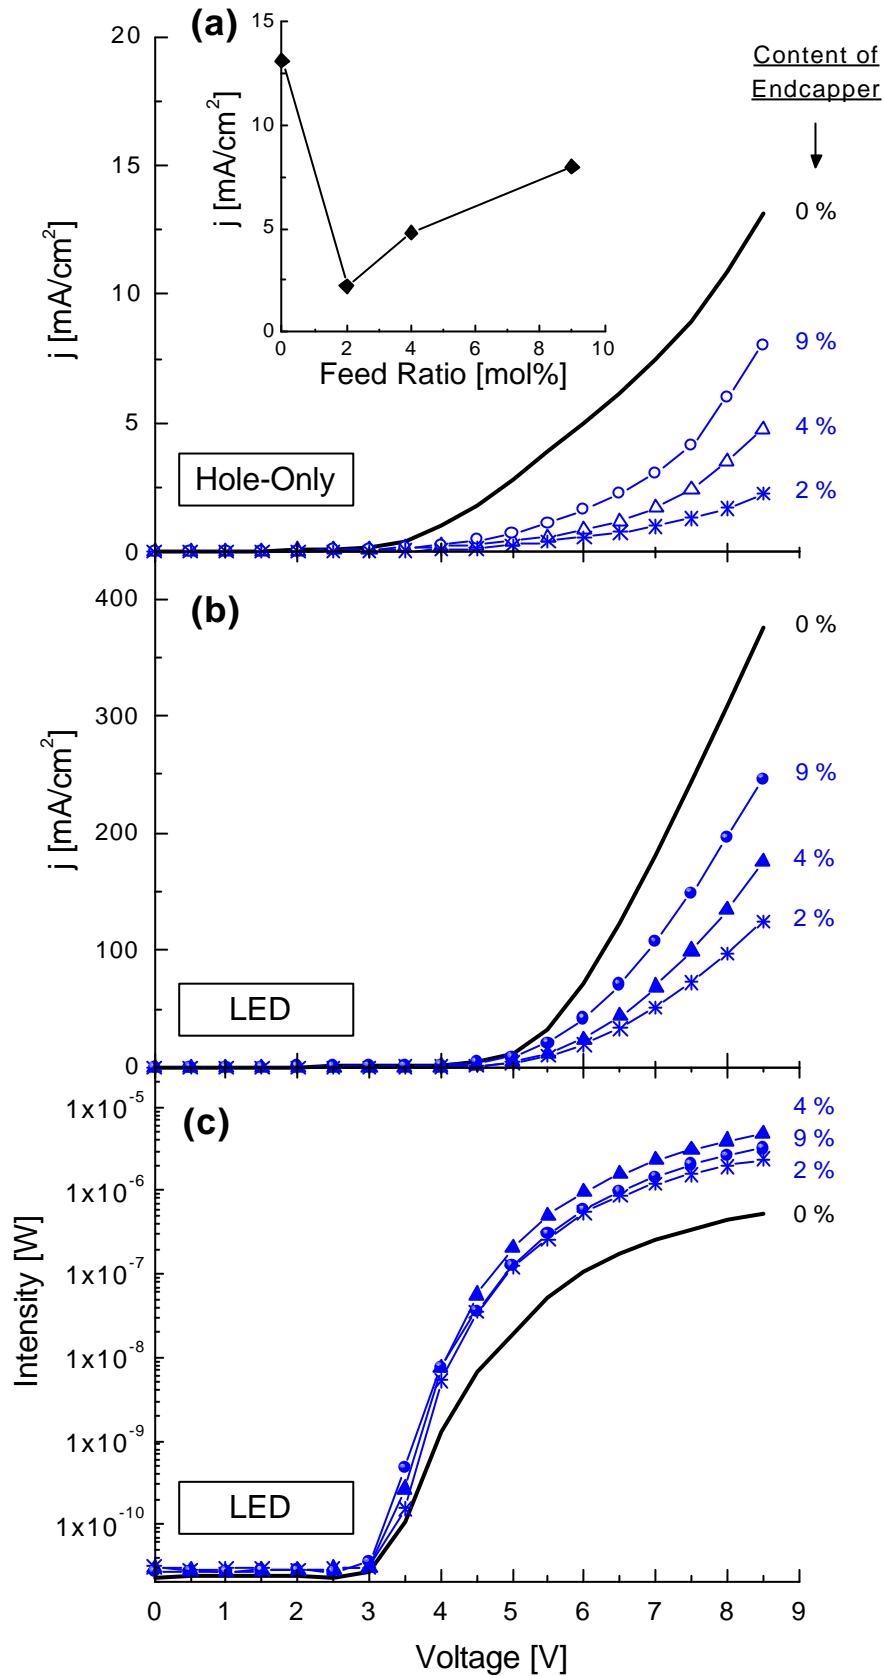 (a)
15
10
5
0
j [mA/cm²]
0
2
4
6
8
10
Feed Ratio [mol%]
Content of
Endcapper
20
15
10
5
0
j [mA/cm²]
0 %
9 %
4 %
2 %
Hole-Only
(b)
400
300
200
100
0
j [mA/cm²]
0 %
9 %
4 %
2 %
LED
(c)
1x10⁻⁵
1x10⁻⁶
1x10⁻⁷
1x10⁻⁸
1x10⁻⁹
1x10⁻¹⁰
Intensity [W]
4 %
9 %
2 %
0 %
LED
0 1 2 3 4 5 6 7 8 9
Voltage [V]